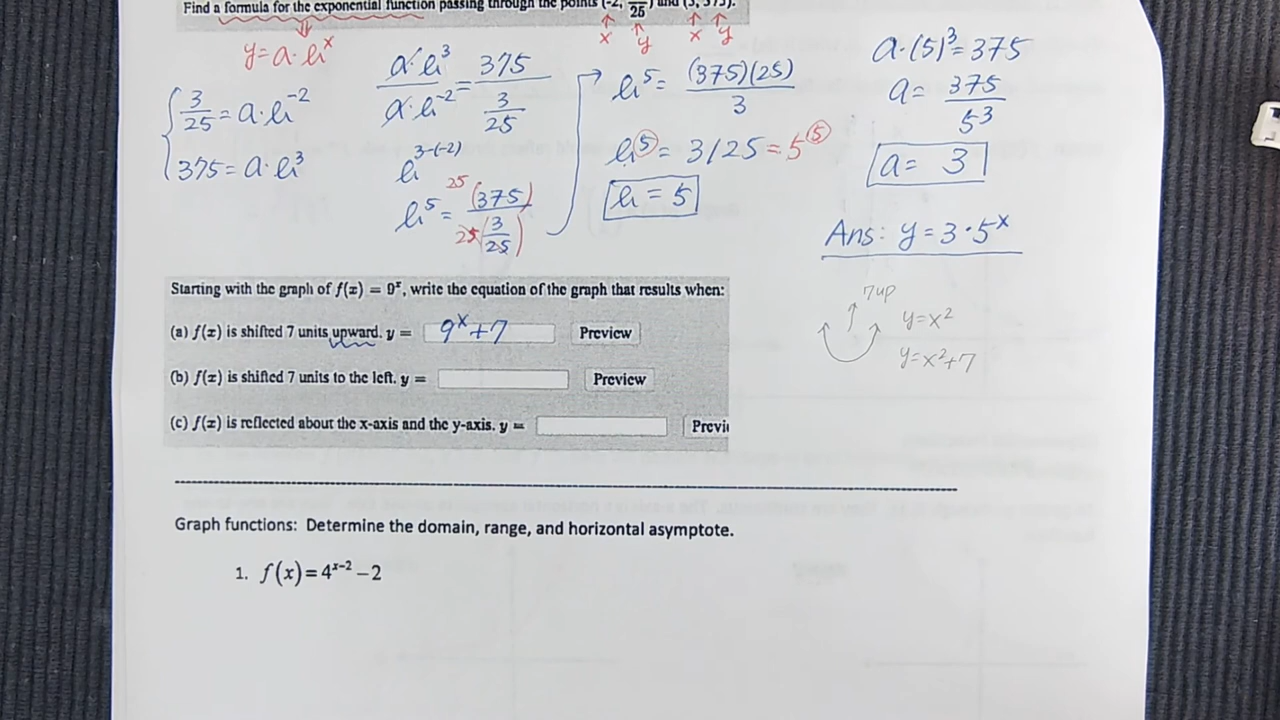 Find a formula for the exponential function passing through the points (-2, 3/25) and (3, 375).
x y x y
y = a · b^x
3/25 = a · b^-2
375 = a · b^3
a · b^3 / a · b^-2 = 375 / 3/25
b^3-(-2)
b^5 = 25 (375) / 25 (3/25)
b^5 = (375)(25) / 3
b^5 = 3125 = 5^5
b = 5
a · (5)^3 = 375
a = 375 / 5^3
a = 3
Ans: y = 3 · 5^x
Starting with the graph of f(x) = 9^x, write the equation of the graph that results when:
(a) f(x) is shifted 7 units upward. y = 9^x + 7 Preview
(b) f(x) is shifted 7 units to the left. y = Preview
(c) f(x) is reflected about the x-axis and the y-axis. y = Previ
7 up
y = x^2
y = x^2 + 7
Graph functions: Determine the domain, range, and horizontal asymptote.
1. f(x) = 4^x-2 – 2